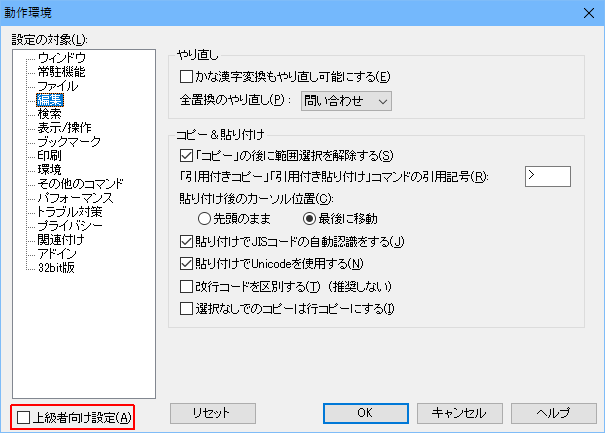 動作環境
設定の対象(L):
ウィンドウ
常駐機能
ファイル
編集
検索
表示/操作
ブックマーク
印刷
環境
その他のコマンド
パフォーマンス
トラブル対策
プライバシー
関連付け
アドイン
32bit版
やり直し
かな漢字変換もやり直し可能にする(E)
全置換のやり直し(P): 問い合わせ
コピー&貼り付け
「コピー」の後に範囲選択を解除する(S)
「引用付きコピー」「引用付き貼り付け」コマンドの引用記号(R): >
貼り付け後のカーソル位置(C):
先頭のまま 最後に移動
貼り付けでJISコードの自動認識をする(J)
貼り付けでUnicodeを使用する(N)
改行コードを区別する(T) (推奨しない)
選択なしでのコピーは行コピーにする(I)
上級者向け設定(A) リセット OK キャンセル ヘルプ